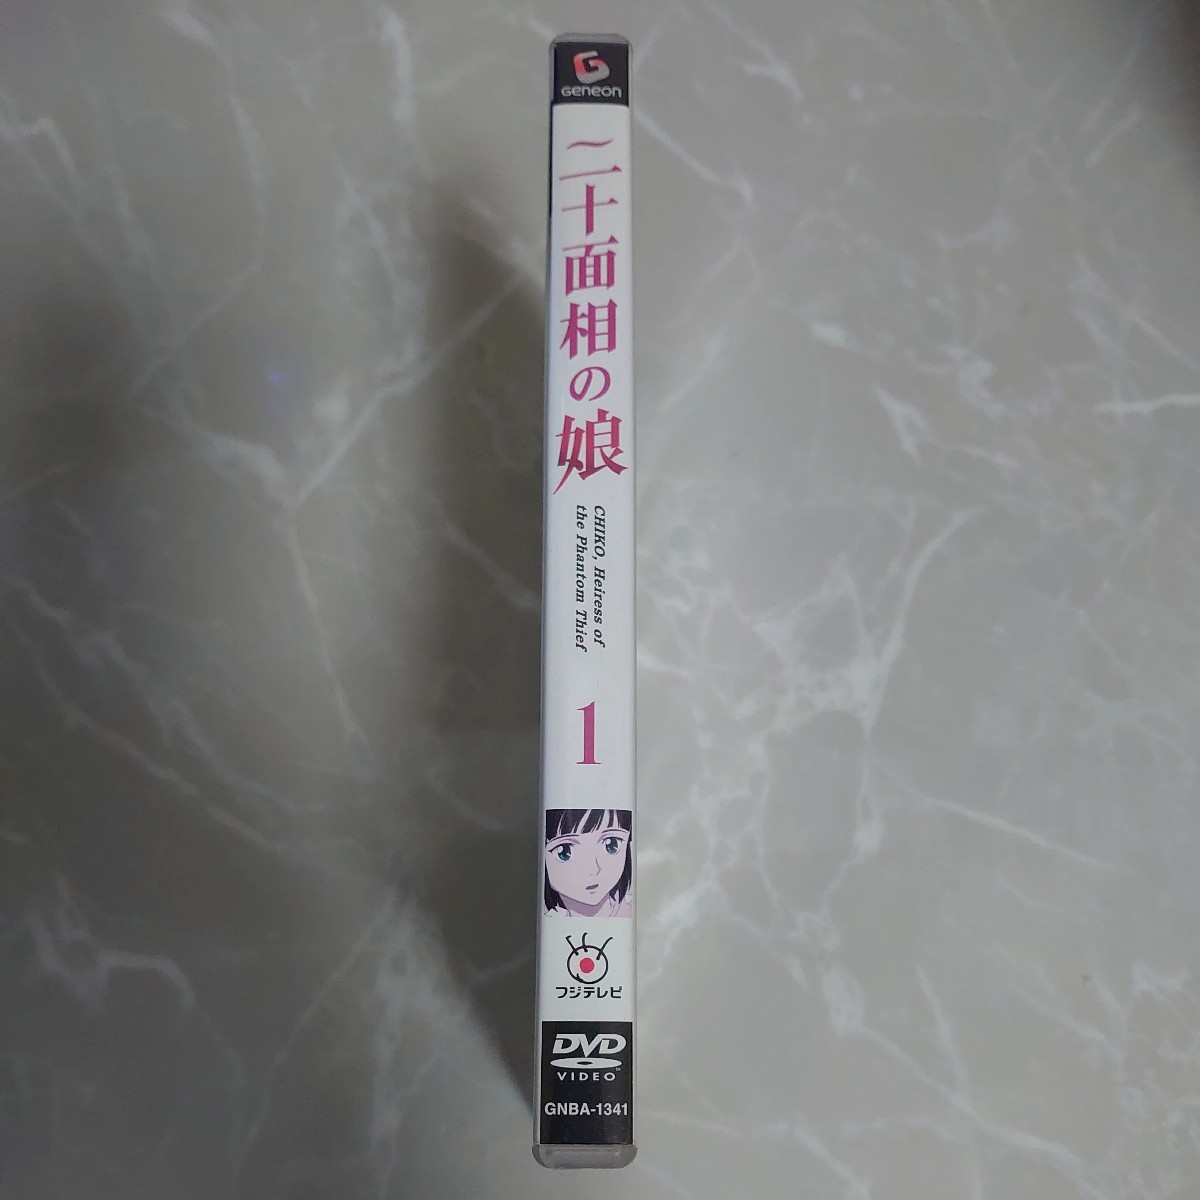 GENEON
二十面相の娘
CHIKO, Heiress of
the Phantom Thief
1
フジテレビ
DVD
VIDEO
GNBA-1341